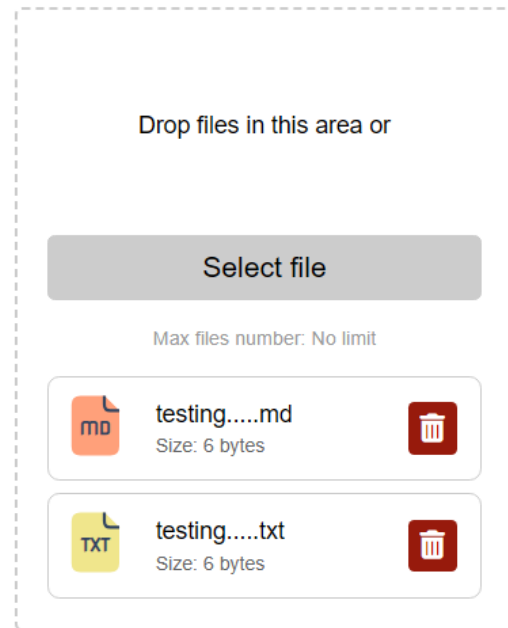 Drop files in this area or
Select file
Max files number: No limit
MD
testing.....md
Size: 6 bytes
TXT
testing.....txt
Size: 6 bytes